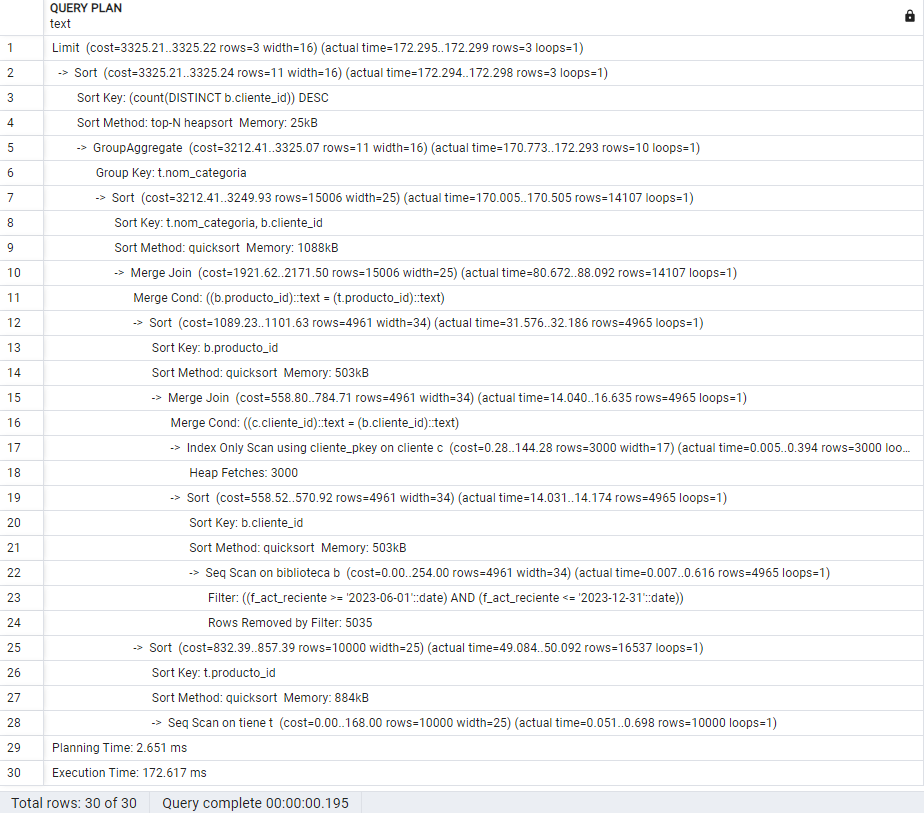 QUERY PLAN
text
1 Limit (cost=3325.21..3325.22 rows=3 width=16) (actual time=172.295..172.299 rows=3 loops=1)
2 -> Sort (cost=3325.21..3325.24 rows=11 width=16) (actual time=172.294..172.298 rows=3 loops=1)
3 Sort Key: (count(DISTINCT b.cliente_id)) DESC
4 Sort Method: top-N heapsort Memory: 25kB
5 -> GroupAggregate (cost=3212.41..3325.07 rows=11 width=16) (actual time=170.773..172.293 rows=10 loops=1)
6 Group Key: t.nom_categoria
7 -> Sort (cost=3212.41..3249.93 rows=15006 width=25) (actual time=170.005..170.505 rows=14107 loops=1)
8 Sort Key: t.nom_categoria, b.cliente_id
9 Sort Method: quicksort Memory: 1088kB
10 -> Merge Join (cost=1921.62..2171.50 rows=15006 width=25) (actual time=80.672..88.092 rows=14107 loops=1)
11 Merge Cond: ((b.producto_id)::text = (t.producto_id)::text)
12 -> Sort (cost=1089.23..1101.63 rows=4961 width=34) (actual time=31.576..32.186 rows=4965 loops=1)
13 Sort Key: b.producto_id
14 Sort Method: quicksort Memory: 503kB
15 -> Merge Join (cost=558.80..784.71 rows=4961 width=34) (actual time=14.040..16.635 rows=4965 loops=1)
16 Merge Cond: ((c.cliente_id)::text = (b.cliente_id)::text)
17 -> Index Only Scan using cliente_pkey on cliente c (cost=0.28..144.28 rows=3000 width=17) (actual time=0.005..0.394 rows=3000 loo...
18 Heap Fetches: 3000
19 -> Sort (cost=558.52..570.92 rows=4961 width=34) (actual time=14.031..14.174 rows=4965 loops=1)
20 Sort Key: b.cliente_id
21 Sort Method: quicksort Memory: 503kB
22 -> Seq Scan on biblioteca b (cost=0.00..254.00 rows=4961 width=34) (actual time=0.007..0.616 rows=4965 loops=1)
23 Filter: ((f_act_reciente >= '2023-06-01'::date) AND (f_act_reciente <= '2023-12-31'::date))
24 Rows Removed by Filter: 5035
25 -> Sort (cost=832.39..857.39 rows=10000 width=25) (actual time=49.084..50.092 rows=16537 loops=1)
26 Sort Key: t.producto_id
27 Sort Method: quicksort Memory: 884kB
28 -> Seq Scan on tiene t (cost=0.00..168.00 rows=10000 width=25) (actual time=0.051..0.698 rows=10000 loops=1)
29 Planning Time: 2.651 ms
30 Execution Time: 172.617 ms
Total rows: 30 of 30 Query complete 00:00:00.195